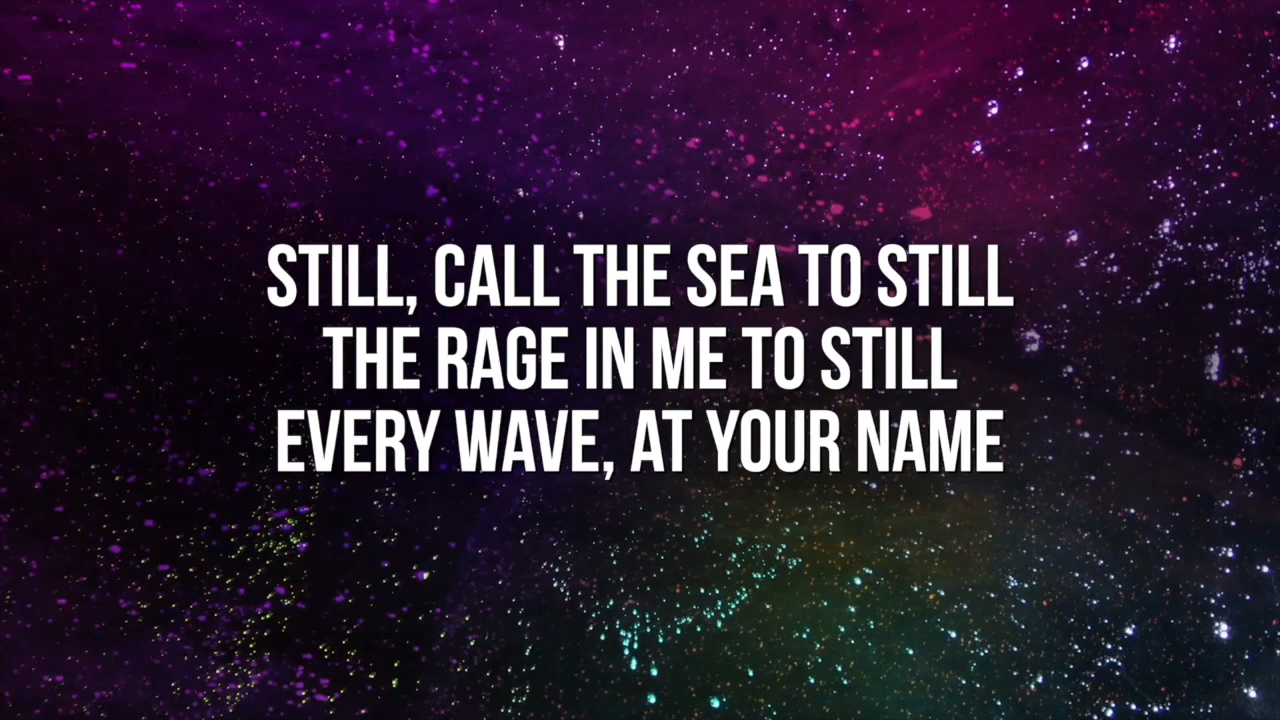 STILL, CALL THE SEA TO STILL
THE RAGE IN ME TO STILL
EVERY WAVE, AT YOUR NAME